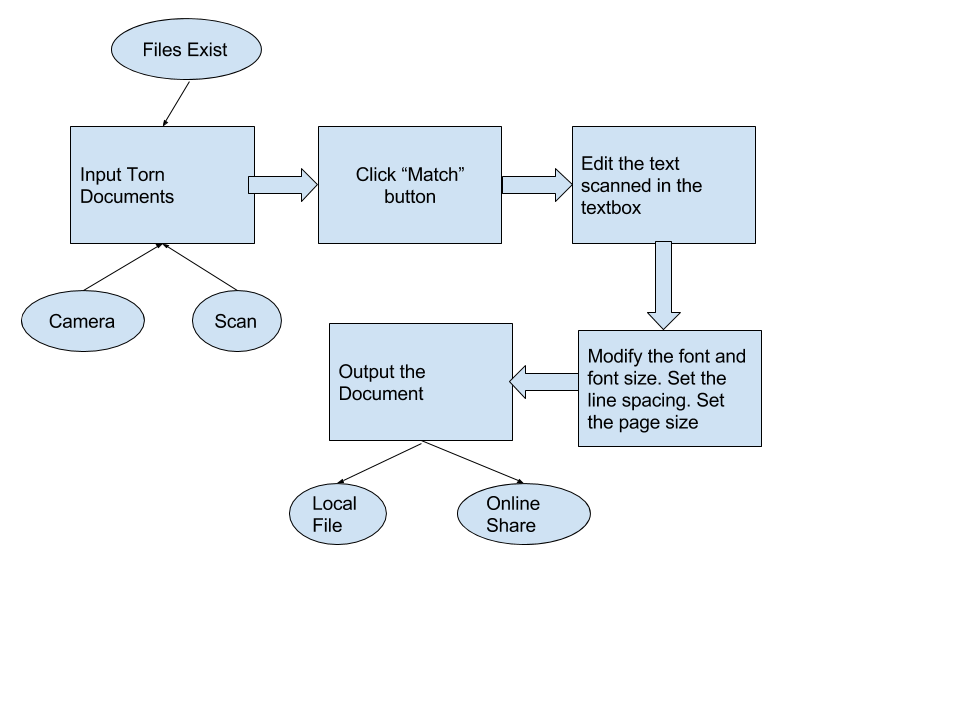 Files Exist
Input Torn
Documents
Click “Match”
button
Edit the text
scanned in the
textbox
Camera
Scan
Modify the font and
font size. Set the
line spacing. Set
the page size
Output the
Document
Local
File
Online
Share